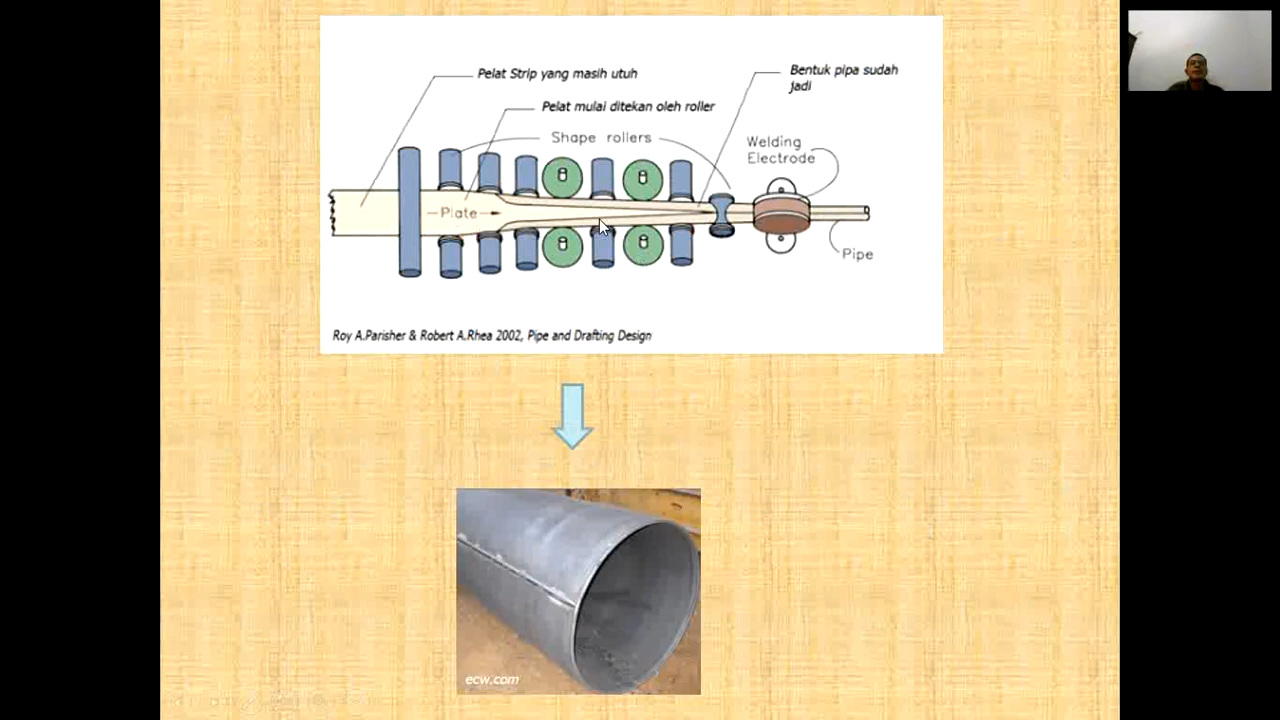 Pelat Strip yang masih utuh
Bentuk pipa sudah
jadi
Pelat mulai ditekan oleh roller
Shape rollers
Welding
Electrode
Plate
Pipe
Roy A.Parisher & Robert A.Rhea 2002, Pipe and Drafting Design
ecw.com